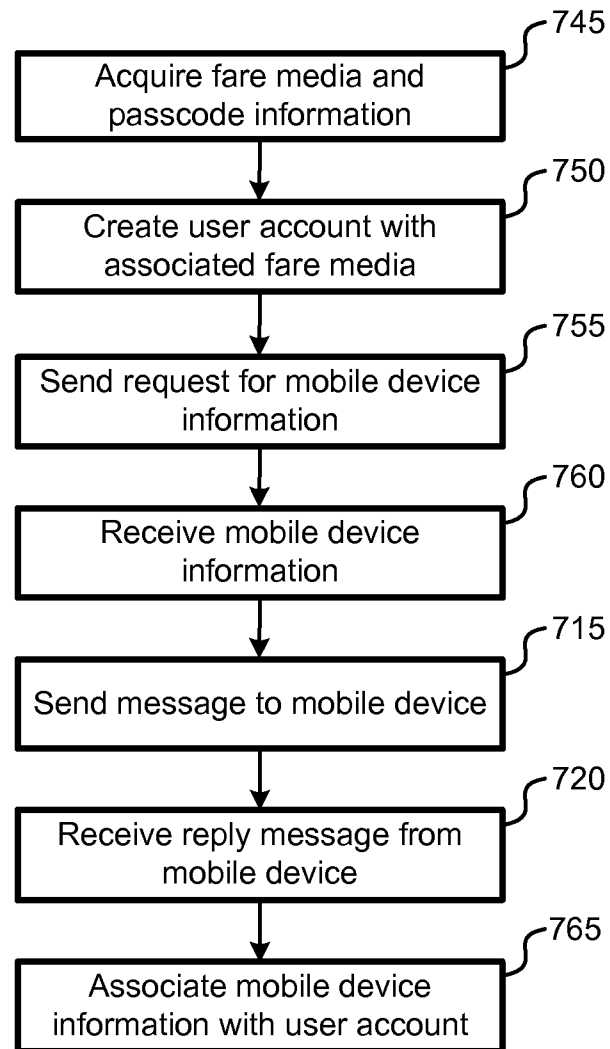 745
Acquire fare media and
passcode information
750
Create user account with
associated fare media
755
Send request for mobile device
information
760
Receive mobile device
information
715
Send message to mobile device
720
Receive reply message from
mobile device
765
Associate mobile device
information with user account